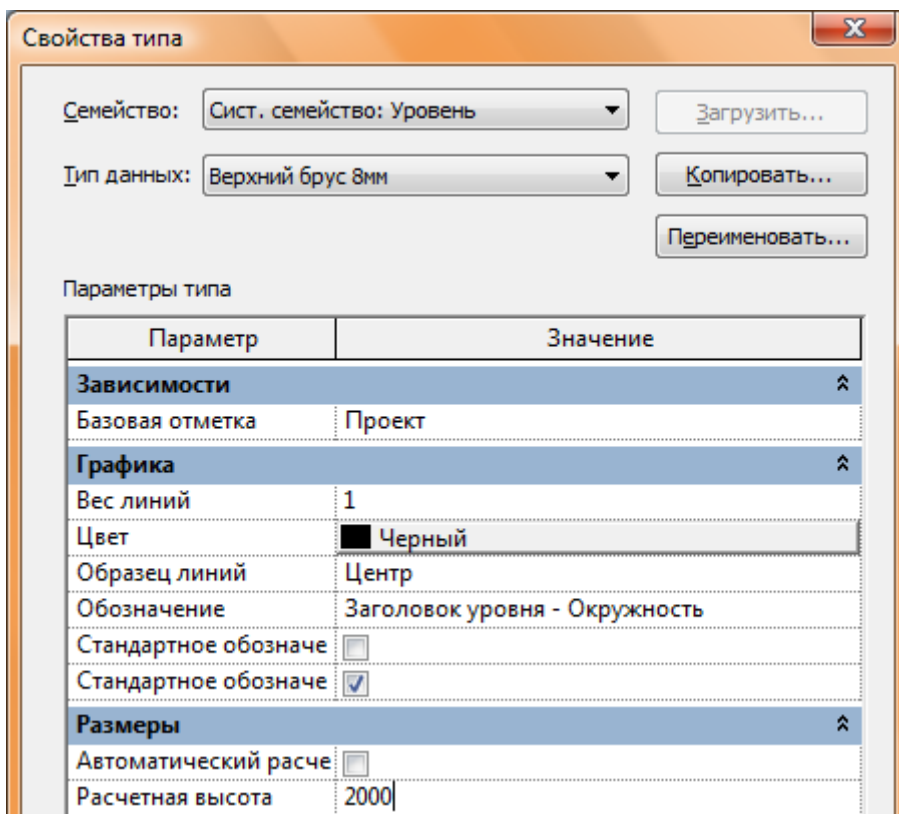 Свойства типа
Семейство: Сист. семейство: Уровень Загрузить...
Тип данных: Верхний брус 8мм Копировать...
Переименовать...
Параметры типа
Параметр Значение
Зависимости
Базовая отметка Проект
Графика
Вес линий 1
Цвет Черный
Образец линий Центр
Обозначение Заголовок уровня - Окружность
Стандартное обозначе
Стандартное обозначе
Размеры
Автоматический расче
Расчетная высота 2000